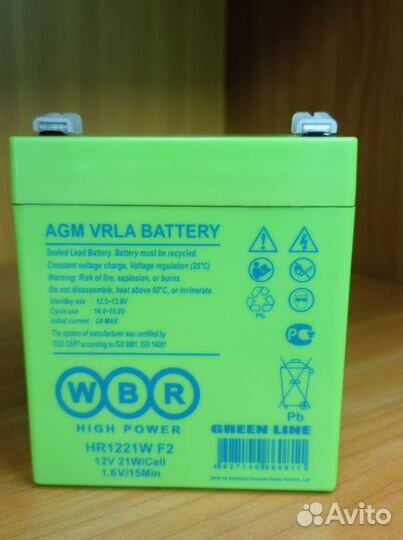 AGM VRLA BATTERY
Sealed Lead Battery. Battery must be recycled.
Constant voltage charge, Voltage regulation (25°C)
Warning: Risk of fire, explosion, or burns.
Do not disassemble, heat above 60°C, or incinerate.
Standby use : 13.5~13.8V
Cycle use : 14.4~15.0V
Initial current : 2A MAX.
The system of manufacturer was certified by
SGS CERT according to ISO 9001, ISO 14001
Pb
WBR
HIGH POWER
HR1221W F2
12V 21W/Cell
1.6V/15Min
Pb
GREEN LINE
Avito